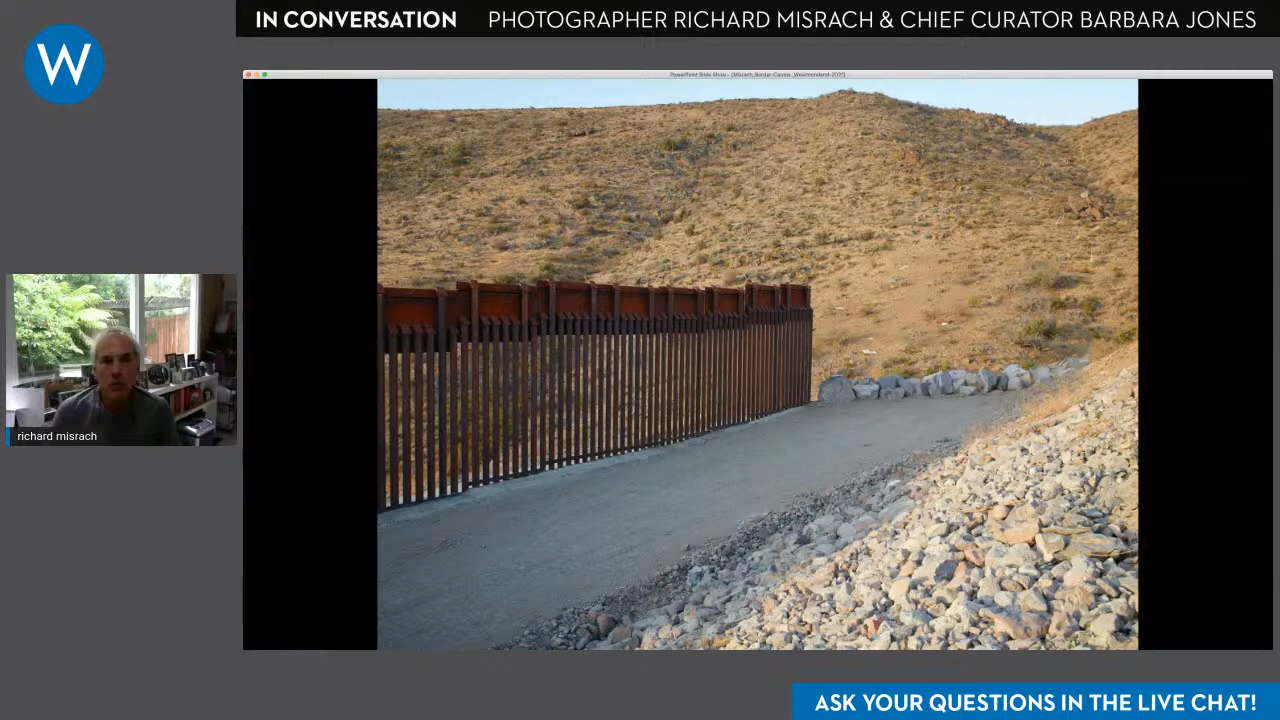 IN CONVERSATION PHOTOGRAPHER RICHARD MISRACH & CHIEF CURATOR BARBARA JONES
W
richard misrach
ASK YOUR QUESTIONS IN THE LIVE CHAT!